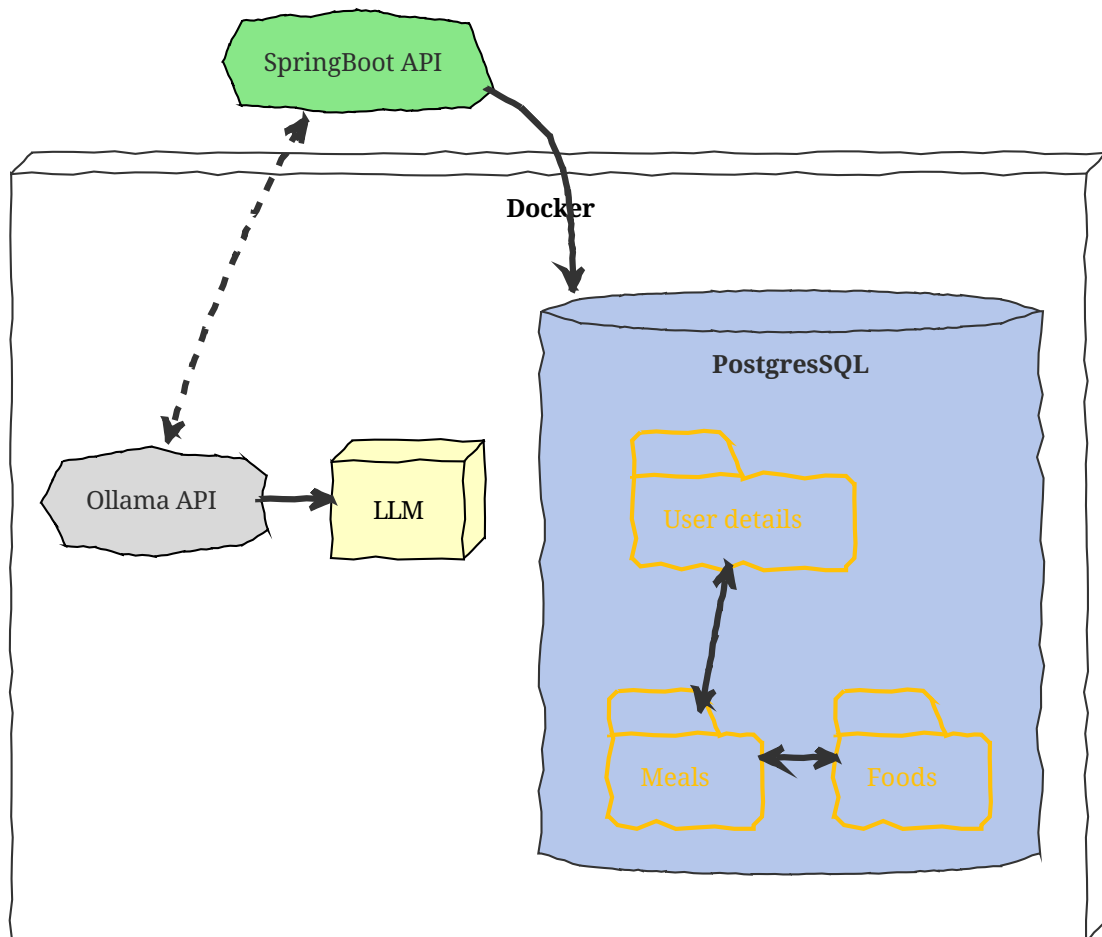 SpringBoot API
Docker
PostgresSQL
Ollama API
LLM
User details
Meals
Foods